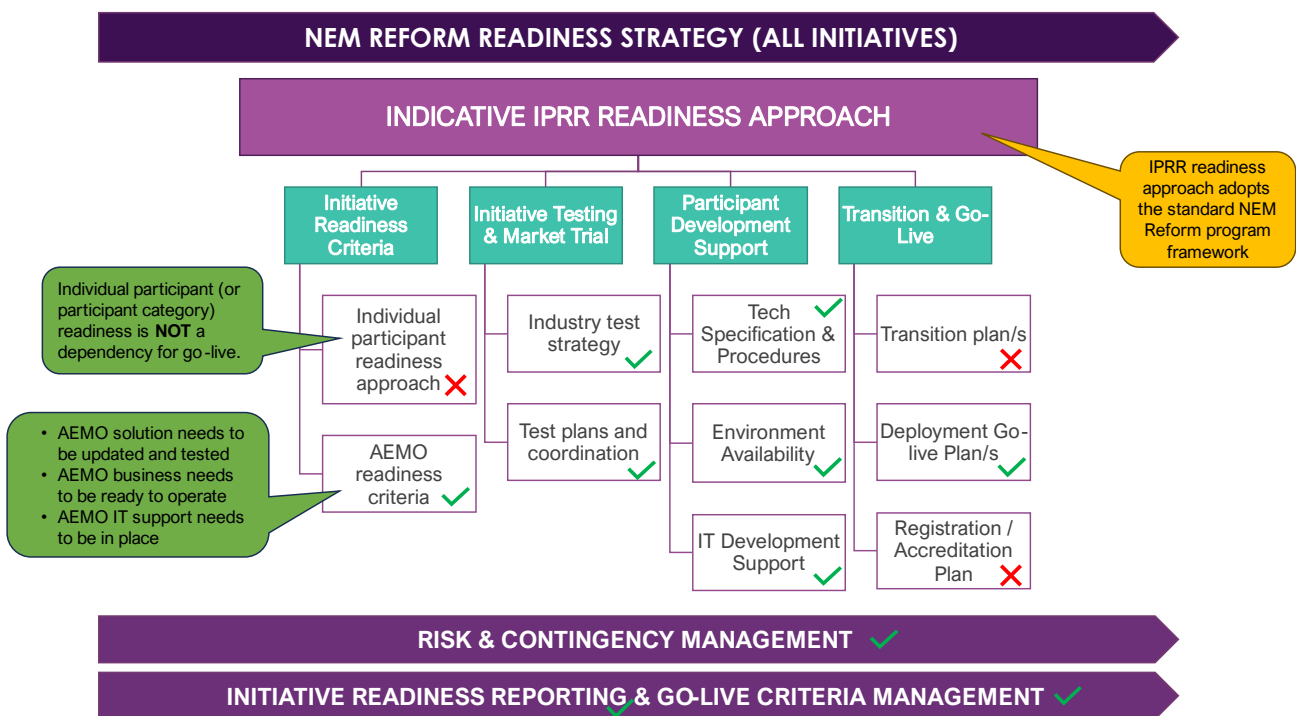 NEM REFORM READINESS STRATEGY (ALL INITIATIVES)
INDICATIVE IPRR READINESS APPROACH
IPRR readiness
approach adopts
the standard NEM
Reform program
framework
Initiative
Readiness
Criteria
Initiative Testing
& Market Trial
Participant
Development
Support
Transition & Go-
Live
Individual participant (or
participant category)
readiness is NOT a
dependency for go-live.
Individual
participant
readiness
approach
Industry test
strategy
Tech
Specification &
Procedures
Transition plan/s
• AEMO solution needs to
be updated and tested
• AEMO business needs
to be ready to operate
• AEMO IT support needs
to be in place
AEMO
readiness
criteria
Test plans and
coordination
Environment
Availability
Deployment Go-
live Plan/s
IT Development
Support
Registration /
Accreditation
Plan
RISK & CONTINGENCY MANAGEMENT
INITIATIVE READINESS REPORTING & GO-LIVE CRITERIA MANAGEMENT